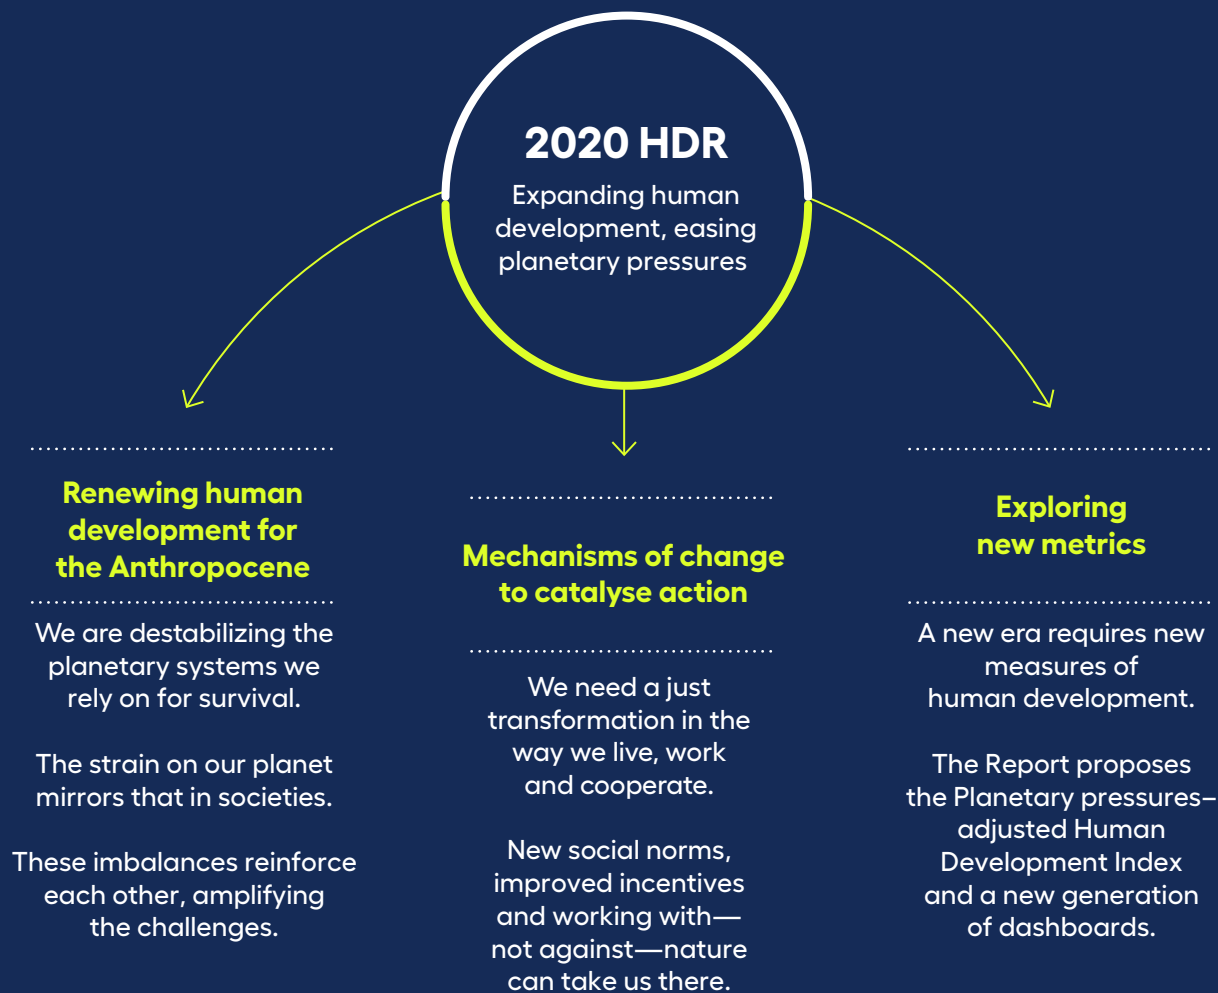 2020 HDR
Expanding human
development, easing
planetary pressures
Renewing human
development for
the Anthropocene
We are destabilizing the
planetary systems we
rely on for survival.
The strain on our planet
mirrors that in societies.
These imbalances reinforce
each other, amplifying
the challenges.
Mechanisms of change
to catalyse action
We need a just
transformation in the
way we live, work
and cooperate.
New social norms,
improved incentives
and working with—
not against—nature
can take us there.
Exploring
new metrics
A new era requires new
measures of
human development.
The Report proposes
the Planetary pressures–
adjusted Human
Development Index
and a new generation
of dashboards.